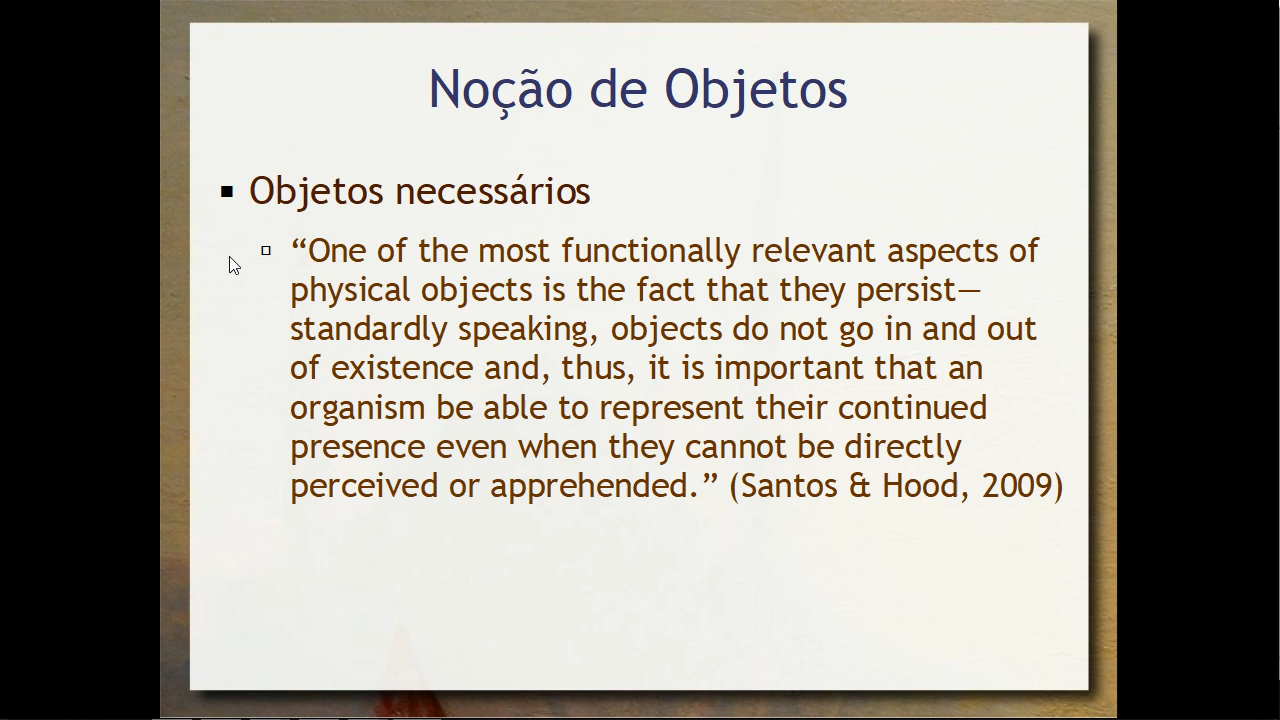 Noção de Objetos
Objetos necessários
“One of the most functionally relevant aspects of
physical objects is the fact that they persist—
standardly speaking, objects do not go in and out
of existence and, thus, it is important that an
organism be able to represent their continued
presence even when they cannot be directly
perceived or apprehended.” (Santos & Hood, 2009)